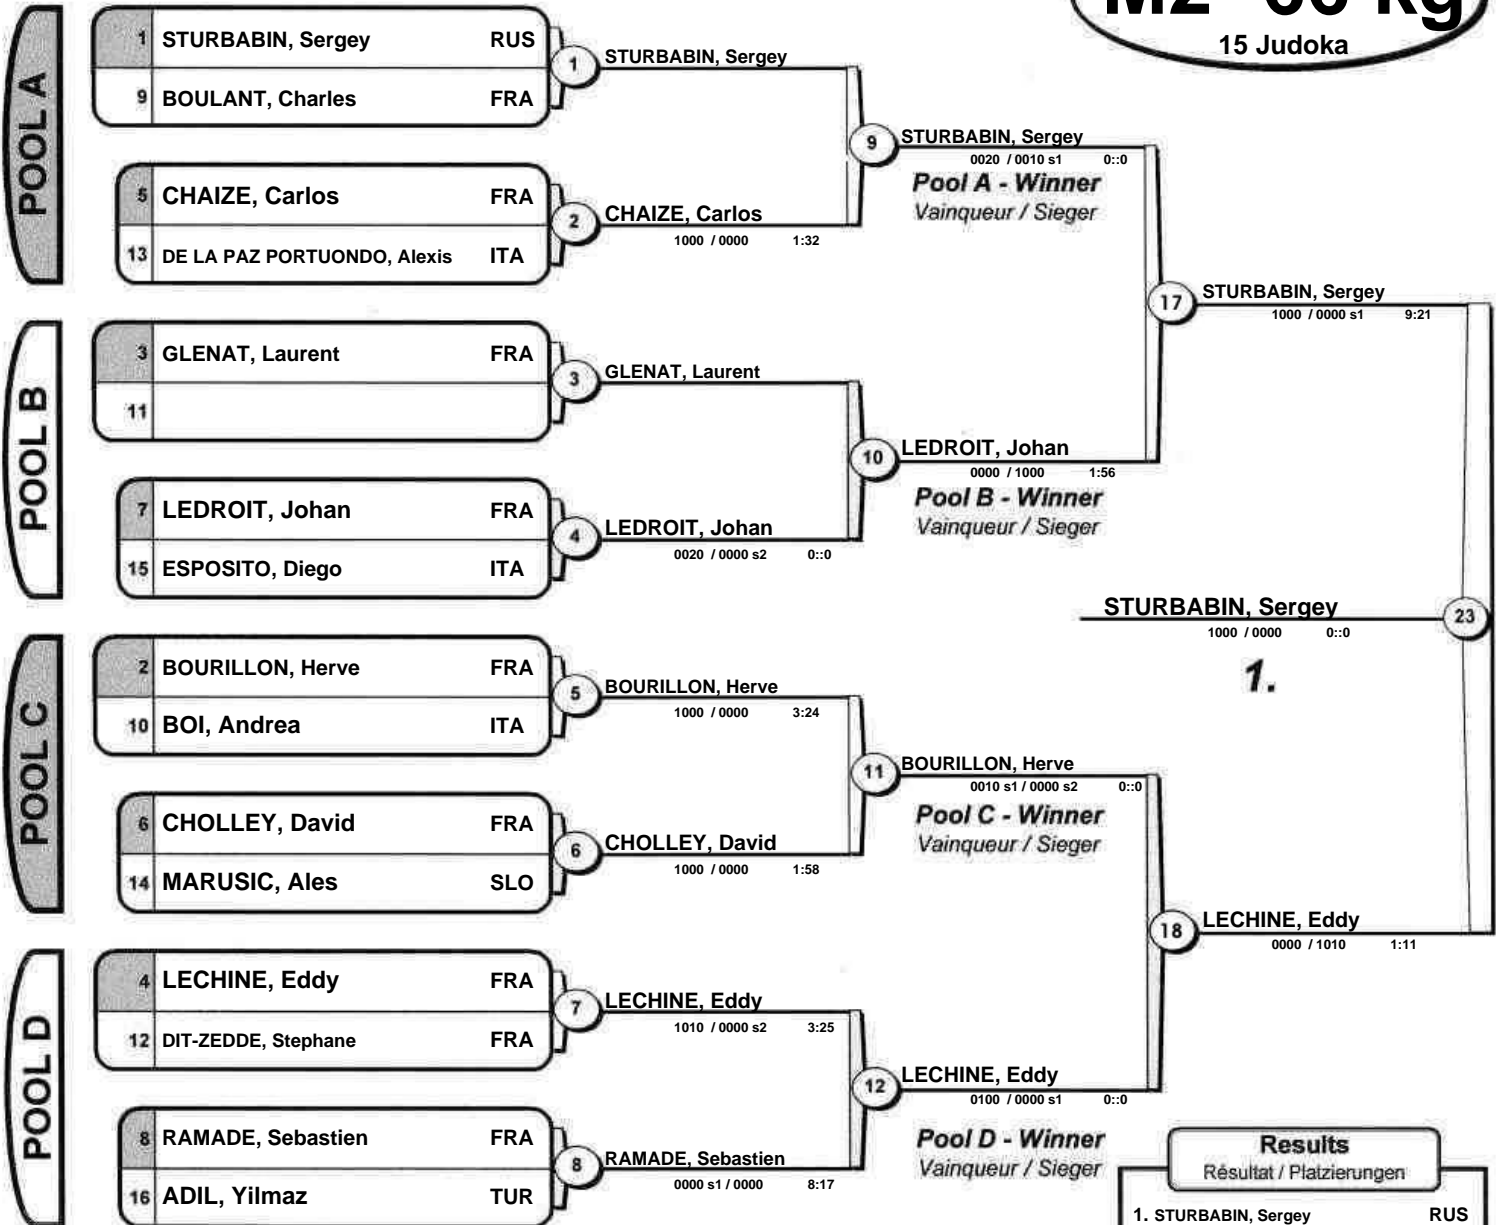 M2 -66 kg
15 Judoka
POOL A
1 STURBABIN, Sergey RUS
9 BOULANT, Charles FRA
1 STURBABIN, Sergey
5 CHAIZE, Carlos FRA
13 DE LA PAZ PORTUONDO, Alexis ITA
2 CHAIZE, Carlos
1000 / 0000 1:32
9 STURBABIN, Sergey
0020 / 0010 s1 0::0
Pool A - Winner
Vainqueur / Sieger
POOL B
3 GLENAT, Laurent FRA
11
3 GLENAT, Laurent
7 LEDROIT, Johan FRA
15 ESPOSITO, Diego ITA
4 LEDROIT, Johan
0020 / 0000 s2 0::0
10 LEDROIT, Johan
0000 / 1000 1:56
Pool B - Winner
Vainqueur / Sieger
17 STURBABIN, Sergey
1000 / 0000 s1 9:21
POOL C
2 BOURILLON, Herve FRA
10 BOI, Andrea ITA
5 BOURILLON, Herve
1000 / 0000 3:24
6 CHOLLEY, David FRA
14 MARUSIC, Ales SLO
6 CHOLLEY, David
1000 / 0000 1:58
11 BOURILLON, Herve
0010 s1 / 0000 s2 0::0
Pool C - Winner
Vainqueur / Sieger
POOL D
4 LECHINE, Eddy FRA
12 DIT-ZEDDE, Stephane FRA
7 LECHINE, Eddy
1010 / 0000 s2 3:25
8 RAMADE, Sebastien FRA
16 ADIL, Yilmaz TUR
8 RAMADE, Sebastien
0000 s1 / 0000 8:17
12 LECHINE, Eddy
0100 / 0000 s1 0::0
Pool D - Winner
Vainqueur / Sieger
18 LECHINE, Eddy
0000 / 1010 1:11
STURBABIN, Sergey 23
1000 / 0000 0::0
1.
Results
Résultat / Platzierungen
1. STURBABIN, Sergey RUS